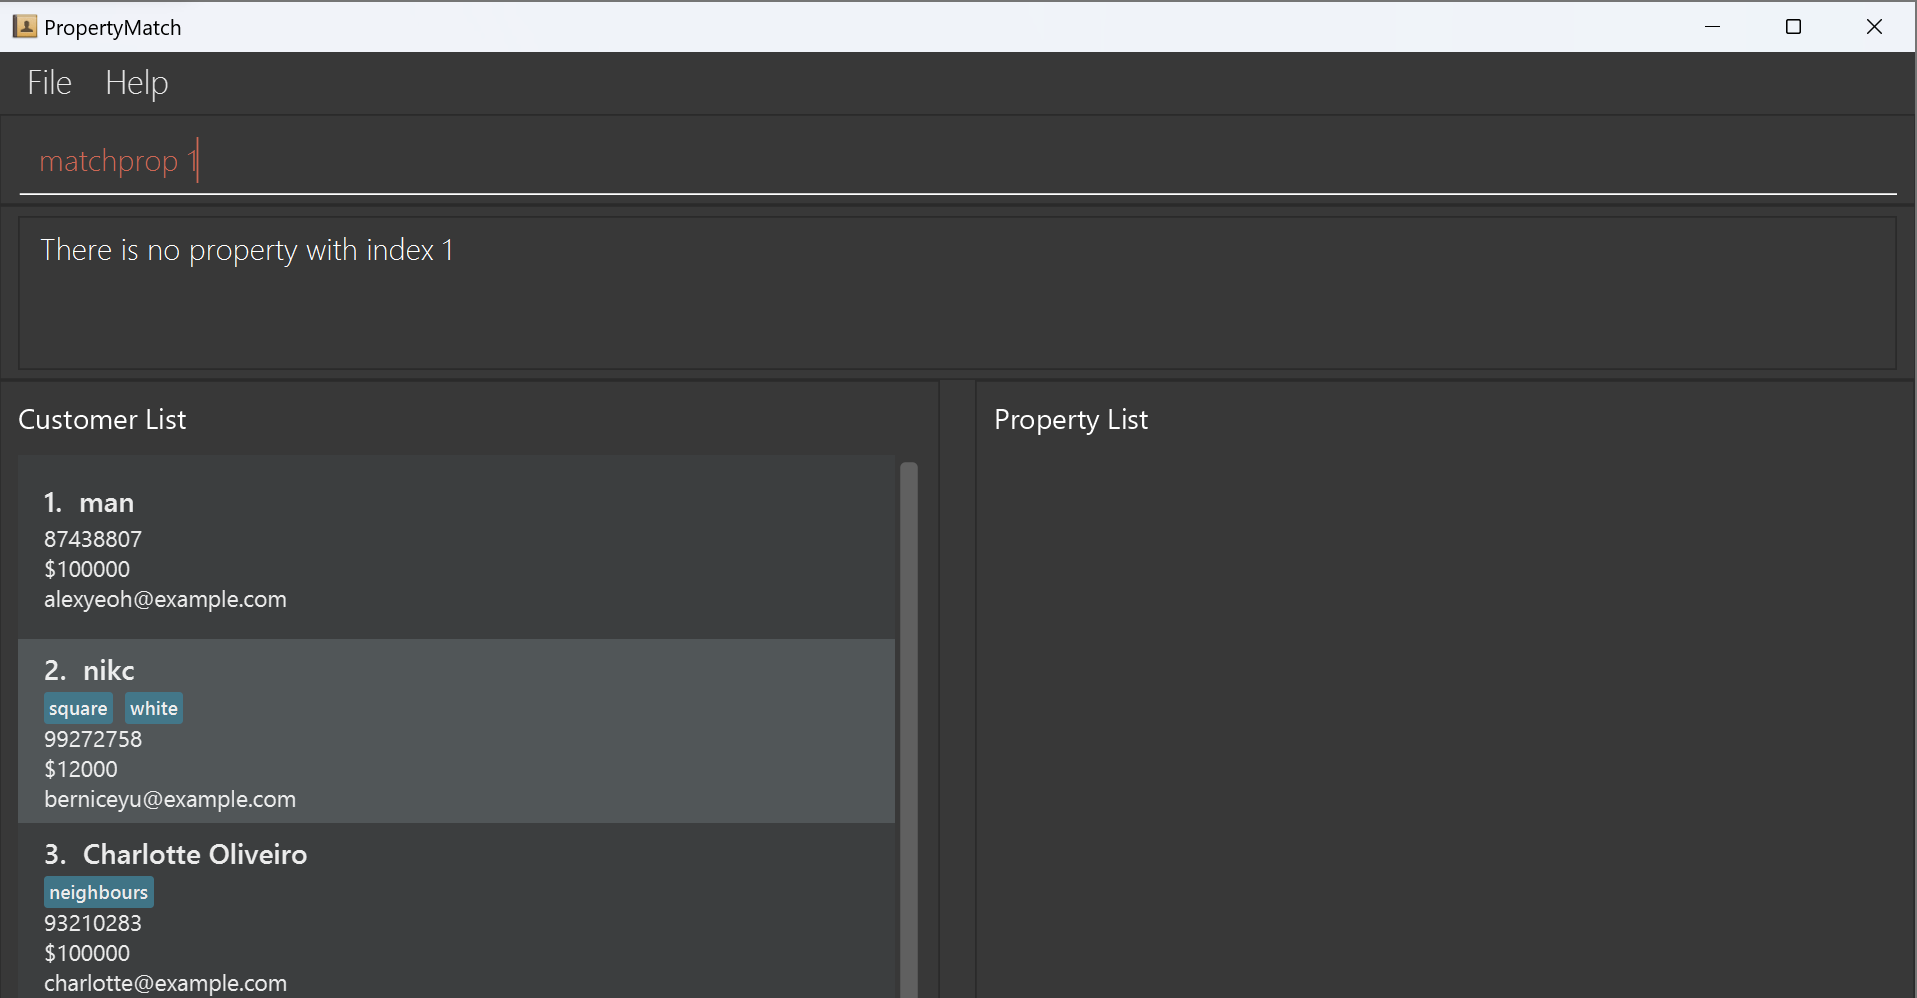 PropertyMatch
File Help
matchprop 1
There is no property with index 1
Customer List
1. man
87438807
$100000
alexyeoh@example.com
2. nikc
square white
99272758
$12000
berniceyu@example.com
3. Charlotte Oliveiro
neighbours
93210283
$100000
charlotte@example.com
Property List